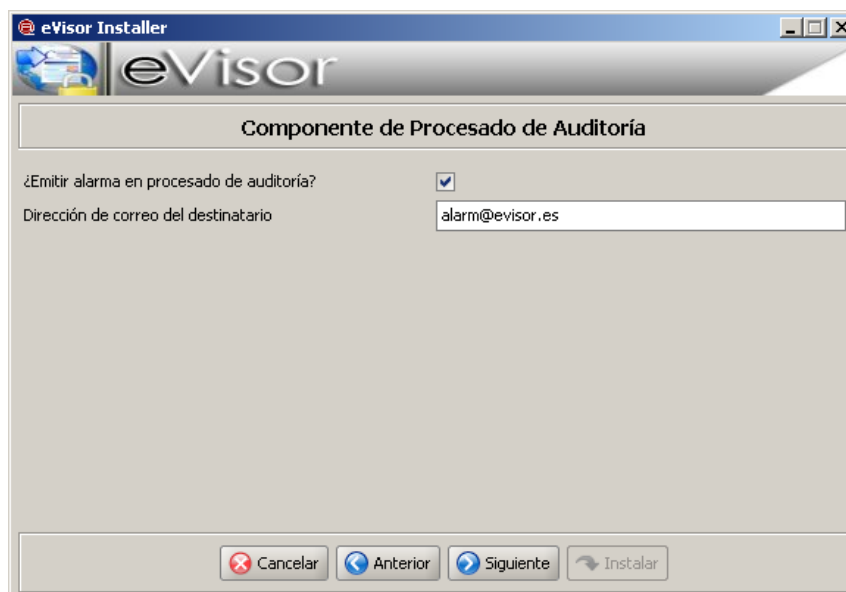 eVisor Installer
eVisor
Componente de Procesado de Auditoría
¿Emitir alarma en procesado de auditoría?
Dirección de correo del destinatario
alarm@evisor.es
Cancelar
Anterior
Siguiente
Instalar